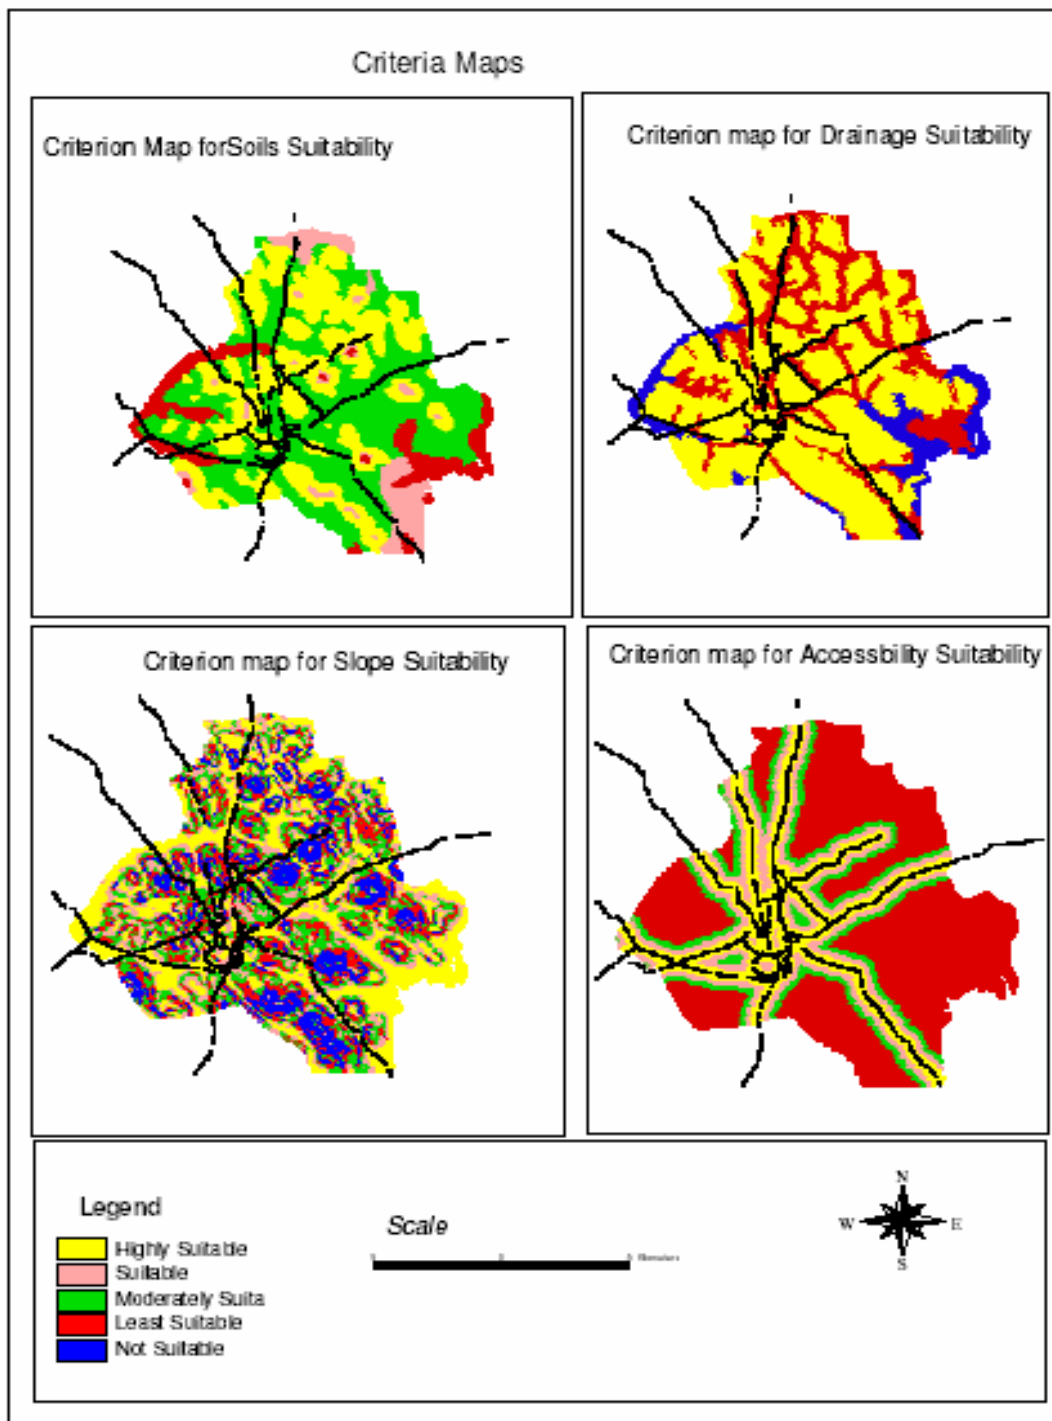 Criteria Maps
Criterion Map forSoils Suitability
Criterion map for Drainage Suitability
Criterion map for Slope Suitability
Criterion map for Accessbility Suitability
Legend
Highly Suitable
Suitable
Moderately Suita
Least Suitable
Not Suitable
Scale
N
W
E
S